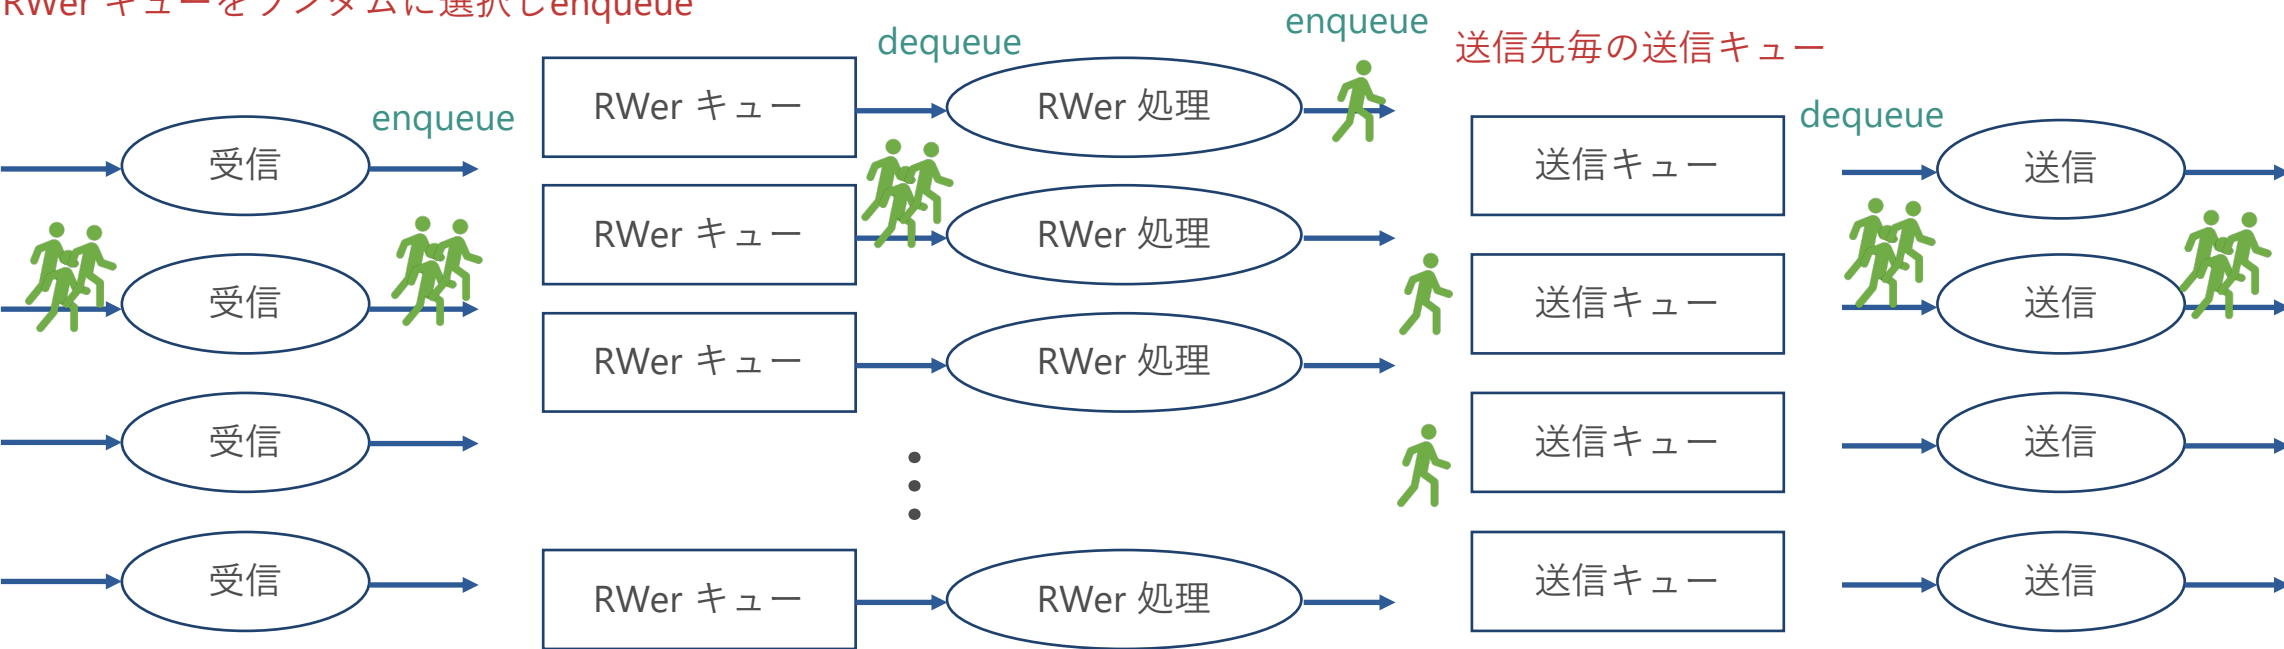 RWer キューをランダムに選択しenqueue
enqueue
dequeue
enqueue
送信先毎の送信キュー
dequeue
受信
受信
受信
受信
RWer キュー
RWer キュー
RWer キュー
RWer キュー
RWer 処理
RWer 処理
RWer 処理
RWer 処理
送信キュー
送信キュー
送信キュー
送信キュー
送信
送信
送信
送信